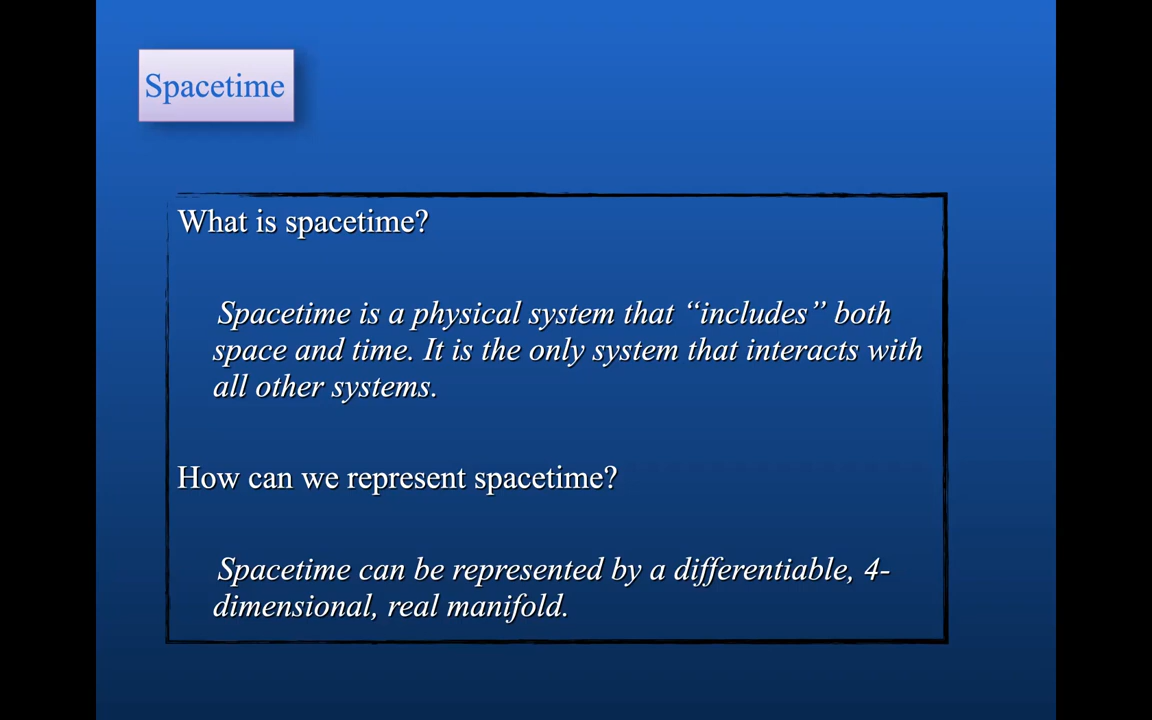 Spacetime
What is spacetime?
Spacetime is a physical system that “includes” both
space and time. It is the only system that interacts with
all other systems.
How can we represent spacetime?
Spacetime can be represented by a differentiable, 4-
dimensional, real manifold.